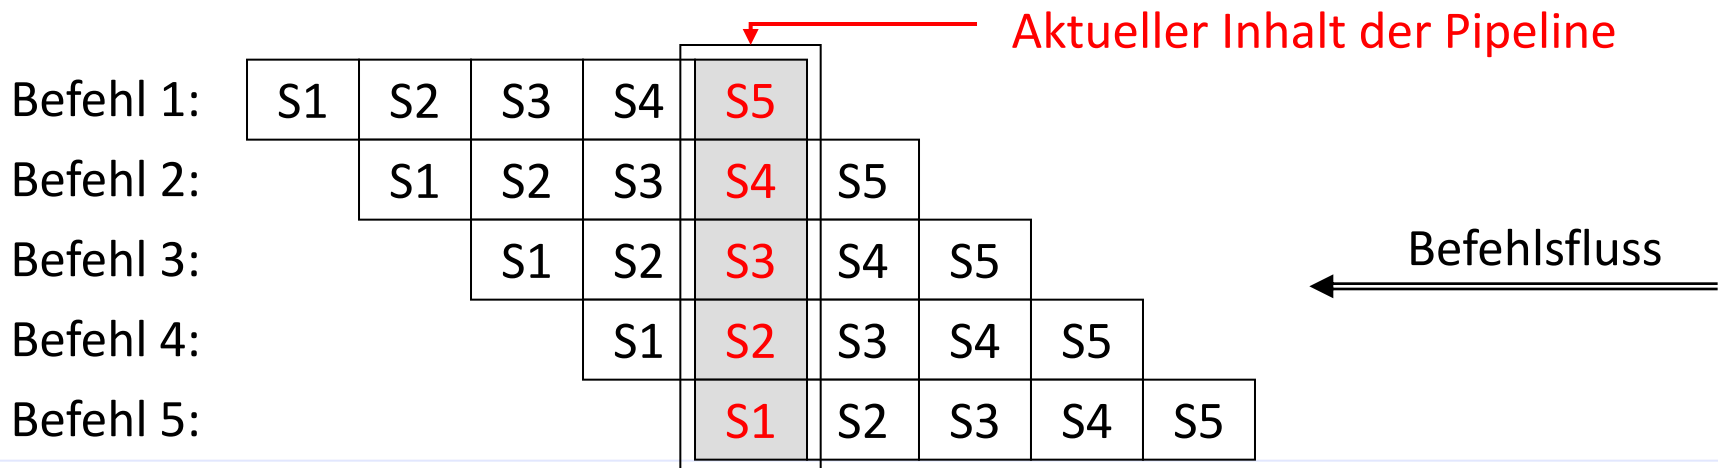 Aktueller Inhalt der Pipeline
Befehl 1: S1 S2 S3 S4 S5
Befehl 2: S1 S2 S3 S4 S5
Befehl 3: S1 S2 S3 S4 S5
Befehlsfluss
Befehl 4: S1 S2 S3 S4 S5
Befehl 5: S1 S2 S3 S4 S5